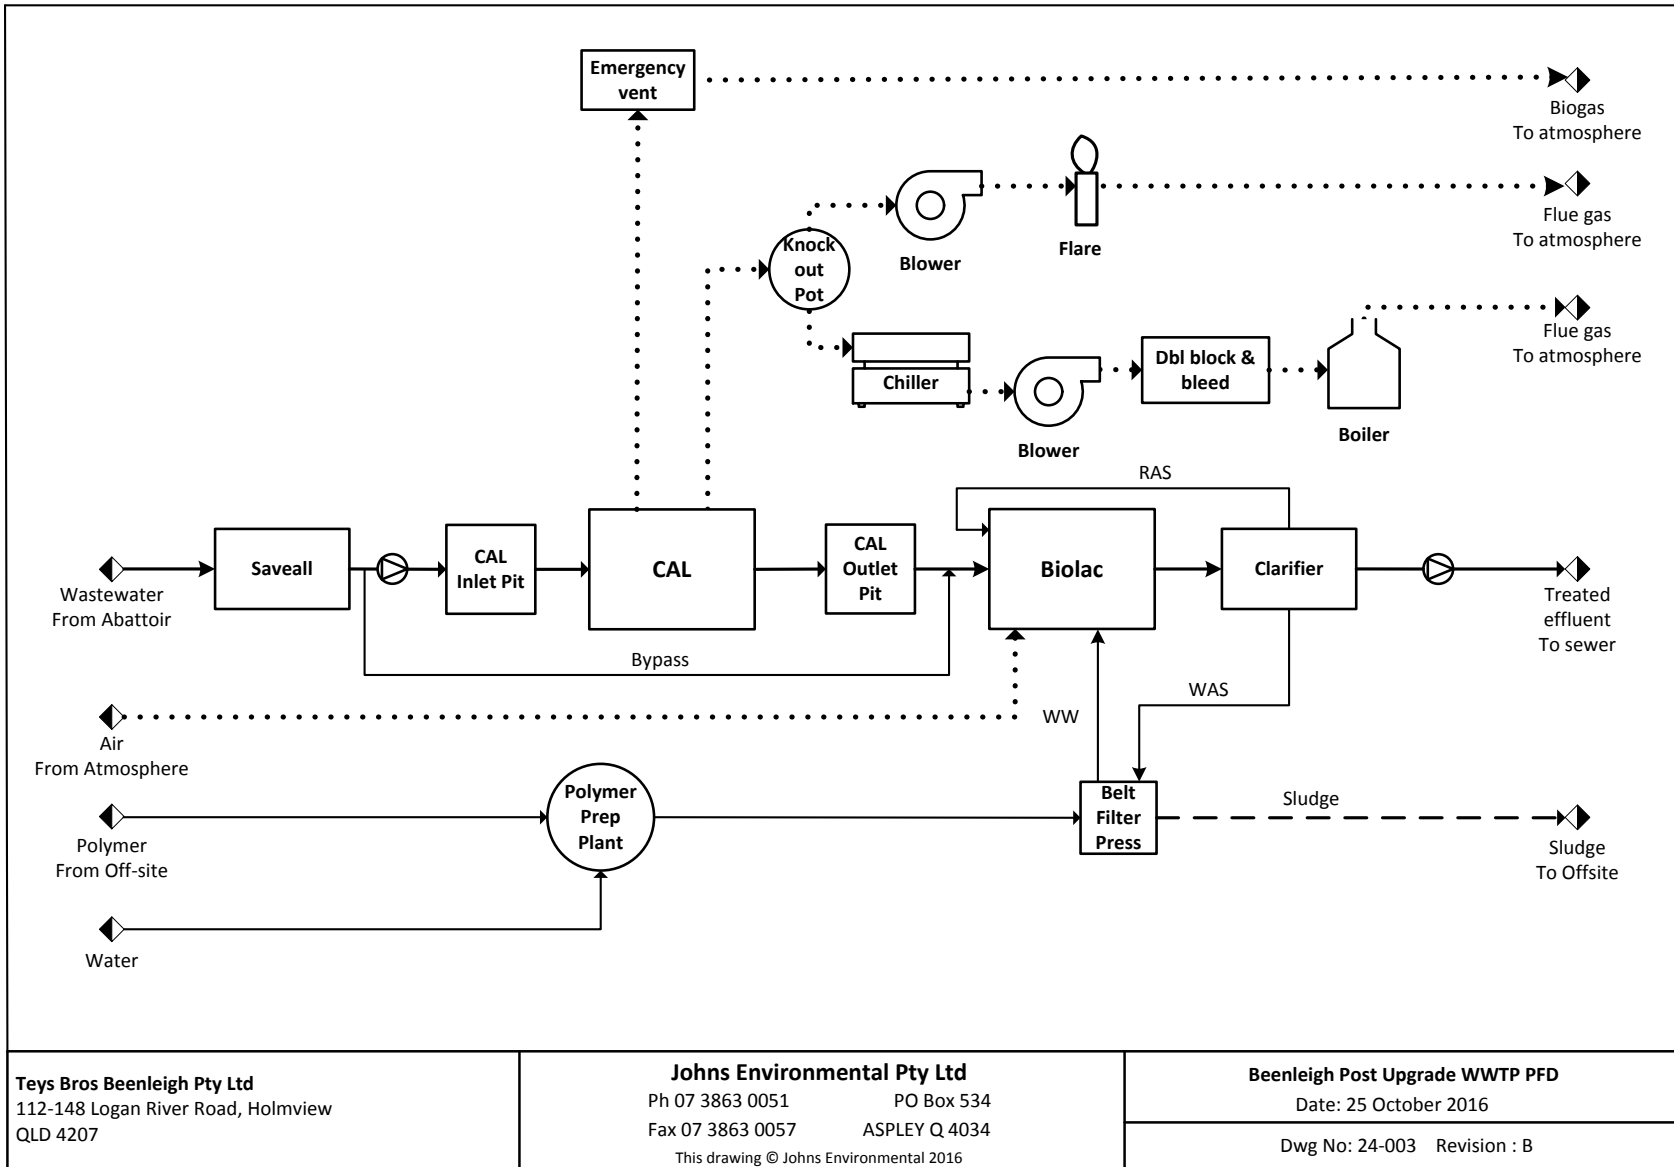 Emergency
vent
Biogas
To atmosphere
Knock
out
Pot
Blower
Flare
Flue gas
To atmosphere
Chiller
Blower
Dbl block &
bleed
Boiler
Flue gas
To atmosphere
RAS
Wastewater
From Abattoir
Saveall
CAL
Inlet Pit
CAL
CAL
Outlet
Pit
Biolac
Clarifier
Treated
effluent
To sewer
Bypass
WAS
WW
Air
From Atmosphere
Polymer
From Off-site
Polymer
Prep
Plant
Belt
Filter
Press
Sludge
Sludge
To Offsite
Water
Teys Bros Beenleigh Pty Ltd
112-148 Logan River Road, Holmview
QLD 4207
Johns Environmental Pty Ltd
Ph 07 3863 0051 PO Box 534
Fax 07 3863 0057 ASPLEY Q 4034
This drawing © Johns Environmental 2016
Beenleigh Post Upgrade WWTP PFD
Date: 25 October 2016
Dwg No: 24-003 Revision : B